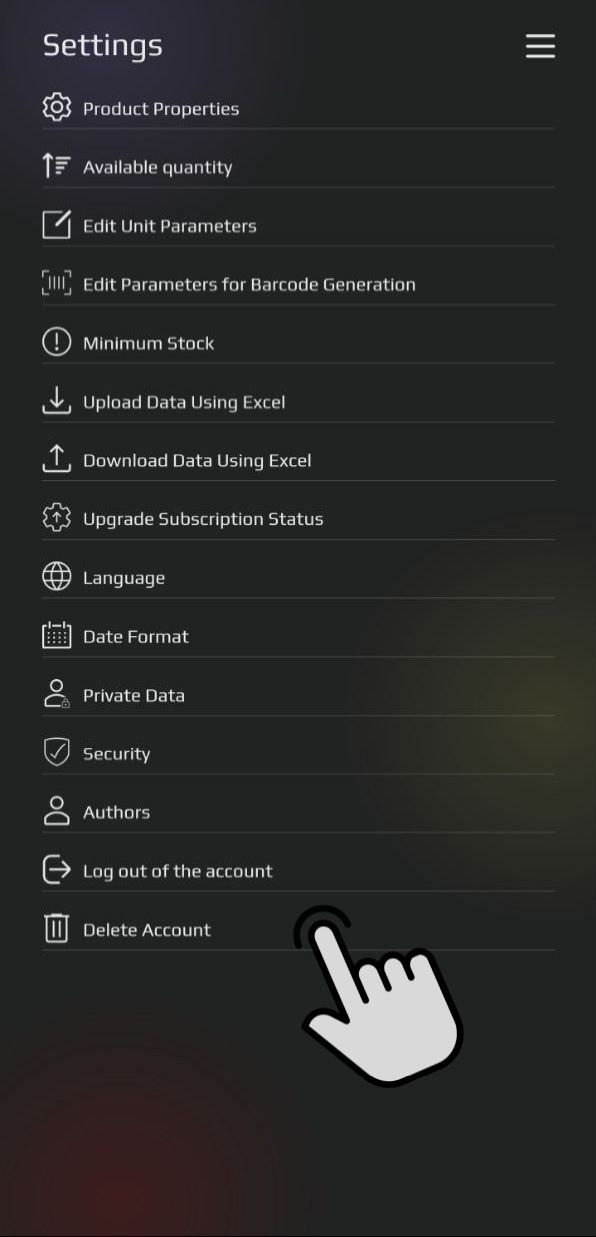 Settings
Product Properties
Available quantity
Edit Unit Parameters
Edit Parameters for Barcode Generation
Minimum Stock
Upload Data Using Excel
Download Data Using Excel
Upgrade Subscription Status
Language
Date Format
Private Data
Security
Authors
Log out of the account
Delete Account